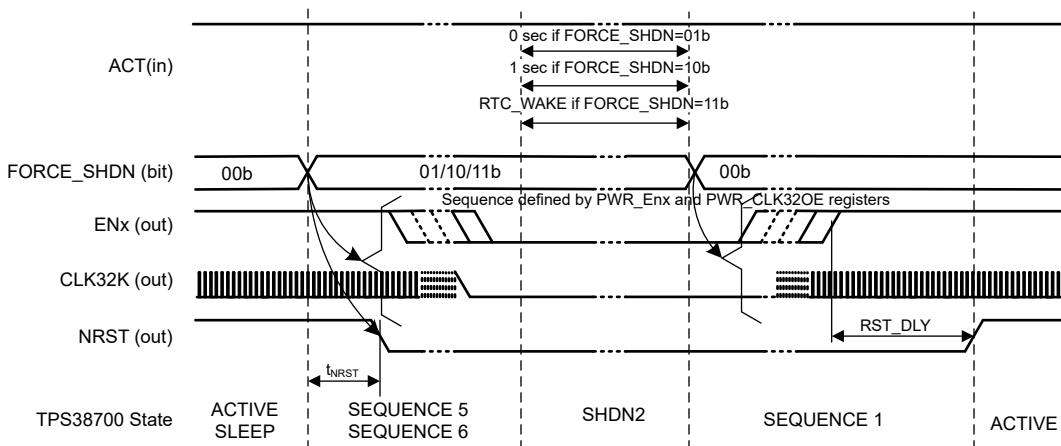 0 sec if FORCE_SHDN=01b
ACT(in)
1 sec if FORCE_SHDN=10b
RTC_WAKE if FORCE_SHDN=11b
FORCE_SHDN (bit)
00b
01/10/11b
00b
Sequence defined by PWR_Enx and PWR_CLK32OE registers
ENx (out)
CLK32K (out)
NRST (out)
RST_DLY
tNRST
TPS38700 State
ACTIVE
SLEEP
SEQUENCE 5
SEQUENCE 6
SHDN2
SEQUENCE 1
ACTIVE